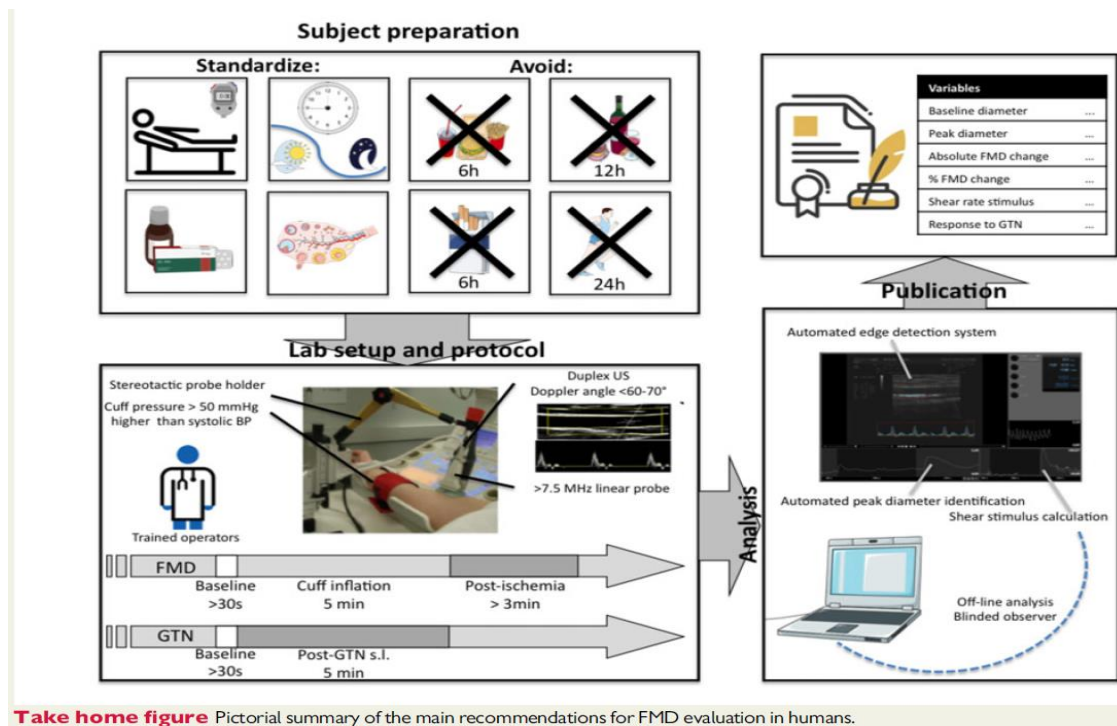 Subject preparation
Standardize:
Avoid:
6h
12h
6h
24h
Variables
Baseline diameter ...
Peak diameter ...
Absolute FMD change ...
% FMD change ...
Shear rate stimulus ...
Response to GTN ...
Lab setup and protocol
Stereotactic probe holder
Cuff pressure > 50 mmHg
higher than systolic BP
Duplex US
Doppler angle <60-70°
>7.5 MHz linear probe
Trained operators
FMD
Baseline
>30s
Cuff inflation
5 min
Post-ischemia
> 3min
GTN
Baseline
>30s
Post-GTN s.l.
5 min
Analysis
Publication
Automated edge detection system
Automated peak diameter identification
Shear stimulus calculation
Off-line analysis
Blinded observer
Take home figure Pictorial summary of the main recommendations for FMD evaluation in humans.